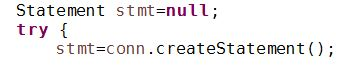 Statement stmt=null;
try {
    stmt=conn.createStatement();